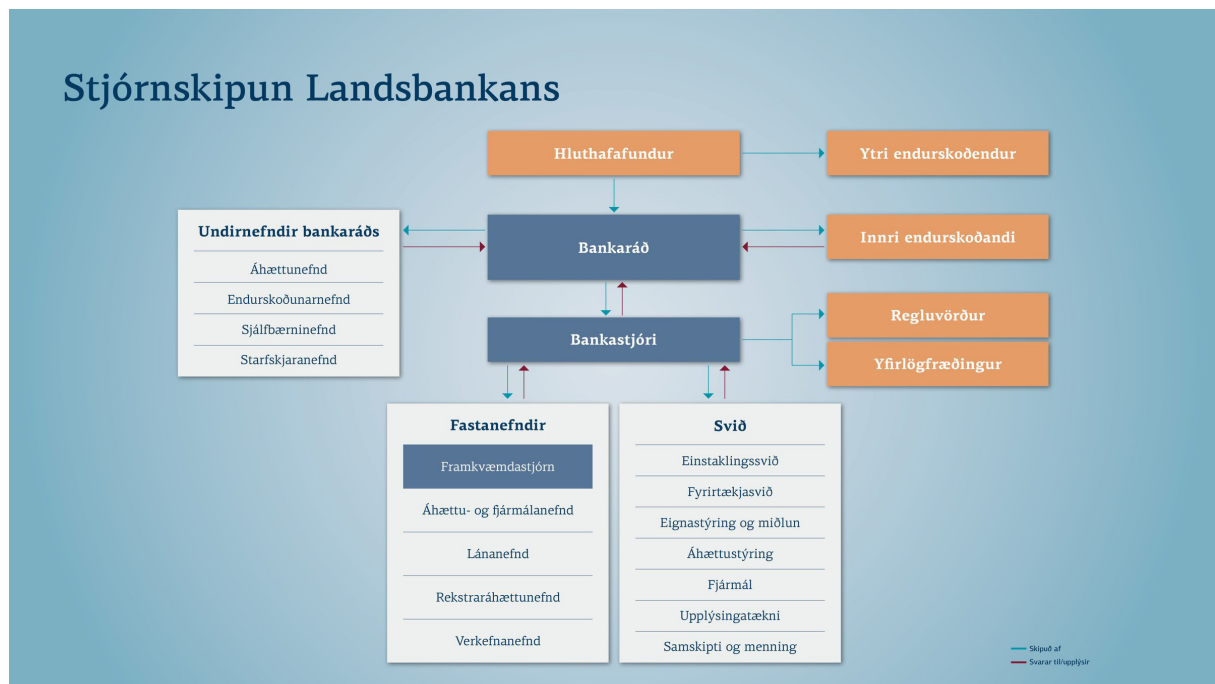 Stjórnskipun Landsbankans
Hluthafafundur
Ytri endurskoðendur
Undirnefndir bankaráðs
Áhættunefnd
Endurskoðunarnefnd
Sjálfbærninefnd
Starfskjaranefnd
Bankaráð
Innri endurskoðandi
Bankastjóri
Regluvörður
Yfirlögfræðingur
Fastanefndir
Framkvæmdastjórn
Áhættu- og fjármálanefnd
Lánanefnd
Rekstraráhættunefnd
Verkefnanefnd
Svið
Einstaklingssvið
Fyrirtækjasvið
Eignastýring og miðlun
Áhættustýring
Fjármál
Upplýsingatækni
Samskipti og menning
Skipuð af
Svarar til/upplýsir